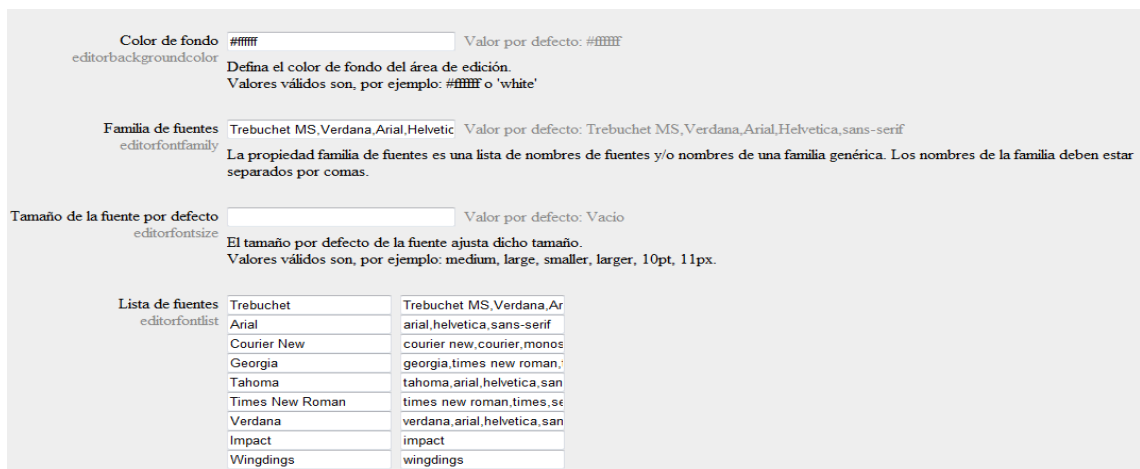 Color de fondo #ffffff Valor por defecto: #ffffff
editorbackgroundcolor
Defina el color de fondo del área de edición.
Valores válidos son, por ejemplo: #ffffff o 'white'
Familia de fuentes Trebuchet MS,Verdana,Arial,Helvetic Valor por defecto: Trebuchet MS,Verdana,Arial,Helvetica,sans-serif
editorfontfamily
La propiedad familia de fuentes es una lista de nombres de fuentes y/o nombres de una familia genérica. Los nombres de la familia deben estar
separados por comas.
Tamaño de la fuente por defecto Valor por defecto: Vacio
editorfontsize
El tamaño por defecto de la fuente ajusta dicho tamaño.
Valores válidos son, por ejemplo: medium, large, smaller, larger, 10pt, 11px.
Lista de fuentes Trebuchet Trebuchet MS,Verdana,Ar
editorfontlist Arial arial,helvetica,sans-serif
Courier New courier new,courier,monos
Georgia georgia,times new roman,
Tahoma tahoma,arial,helvetica,san
Times New Roman times new roman,times,se
Verdana verdana,arial,helvetica,san
Impact impact
Wingdings wingdings